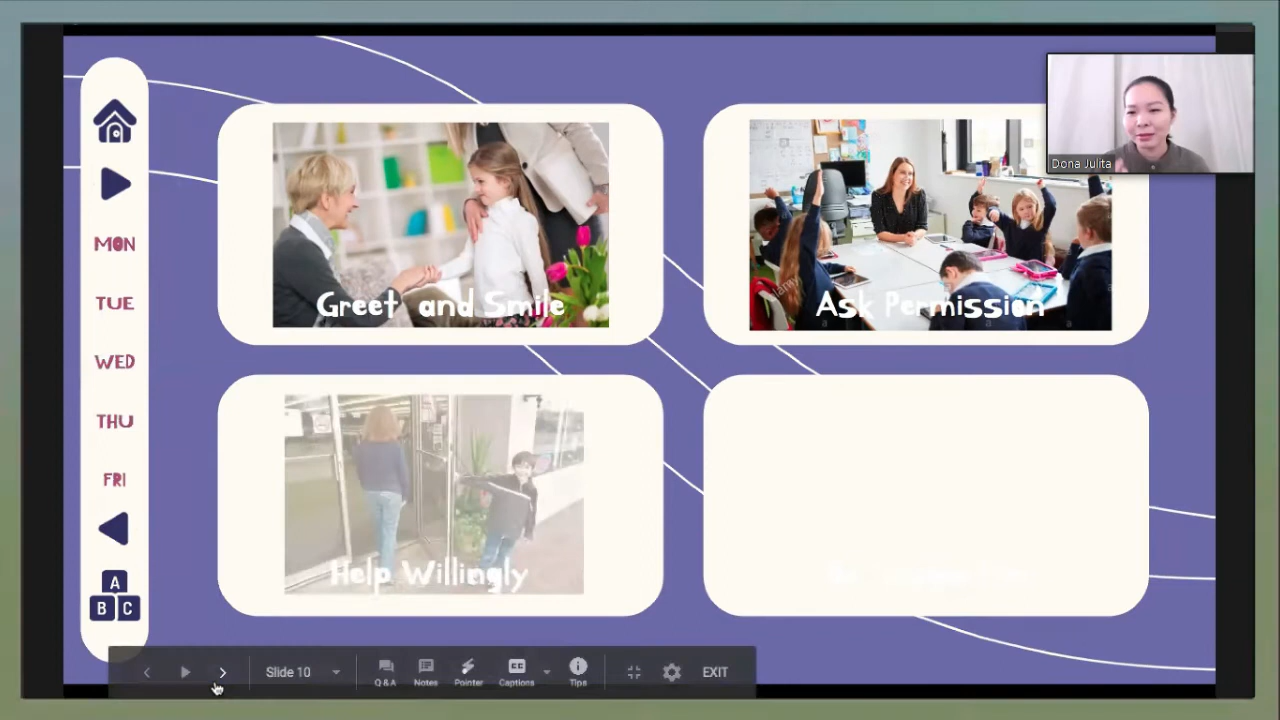 MON
TUE
WED
THU
FRI
A
B C
Greet and Smile
Ask Permission
Dona Julita
Help Willingly
Slide 10
Q & A
Notes
Pointer
Captions
Tips
EXIT